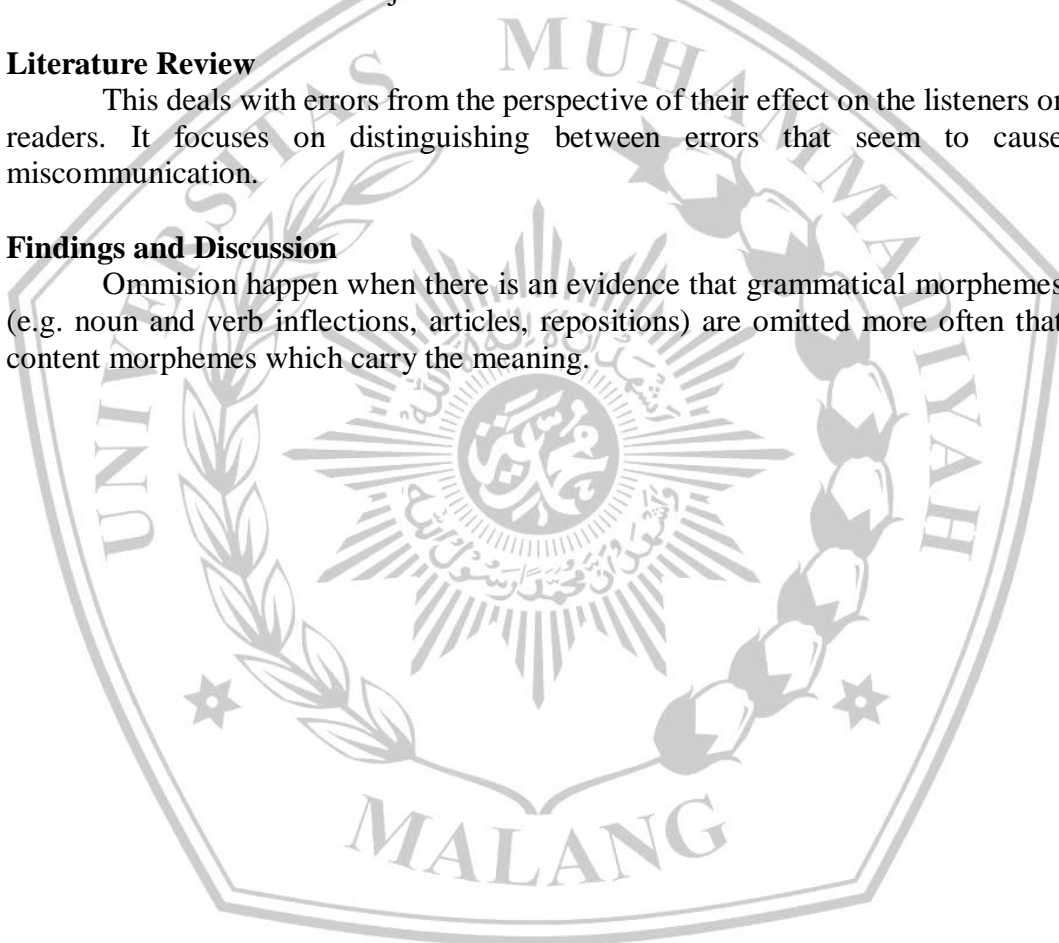 Literature Review
This deals with errors from the perspective of their effect on the listeners or
readers. It focuses on distinguishing between errors that seem to cause
miscommunication.
Findings and Discussion
Ommision happen when there is an evidence that grammatical morphemes
(e.g. noun and verb inflections, articles, repositions) are omitted more often that
content morphemes which carry the meaning.
UNIVERSITAS MUHAMMADIYAH
MALANG